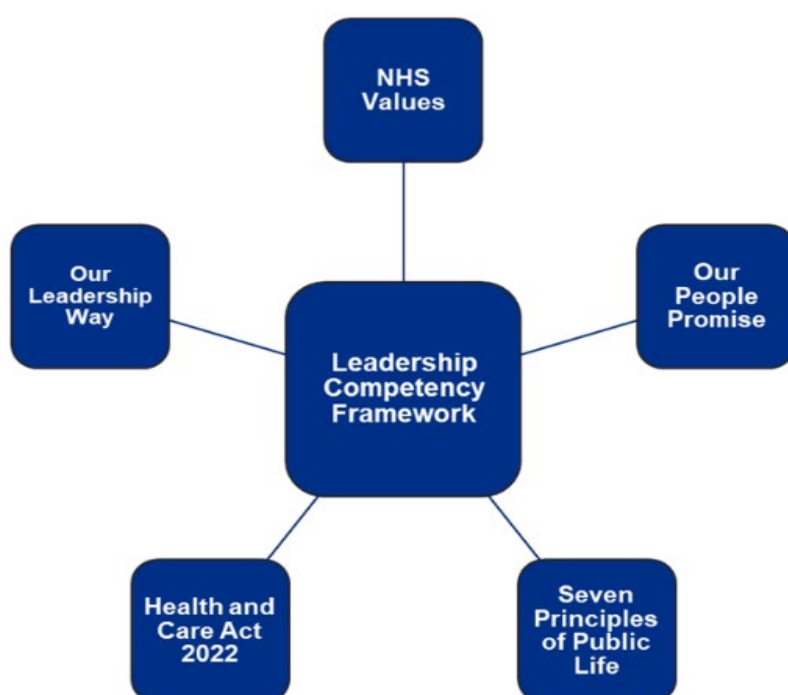 NHS
Values
Our
Leadership
Way
Our
People
Promise
Leadership
Competency
Framework
Health and
Care Act
2022
Seven
Principles
of Public
Life